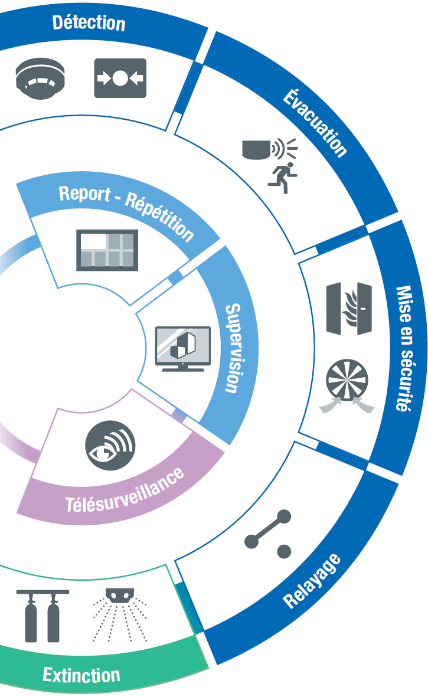 Détection
Évacuation
Report - Répétition
Supervision
Mise en sécurité
Télésurveillance
Relayage
Extinction